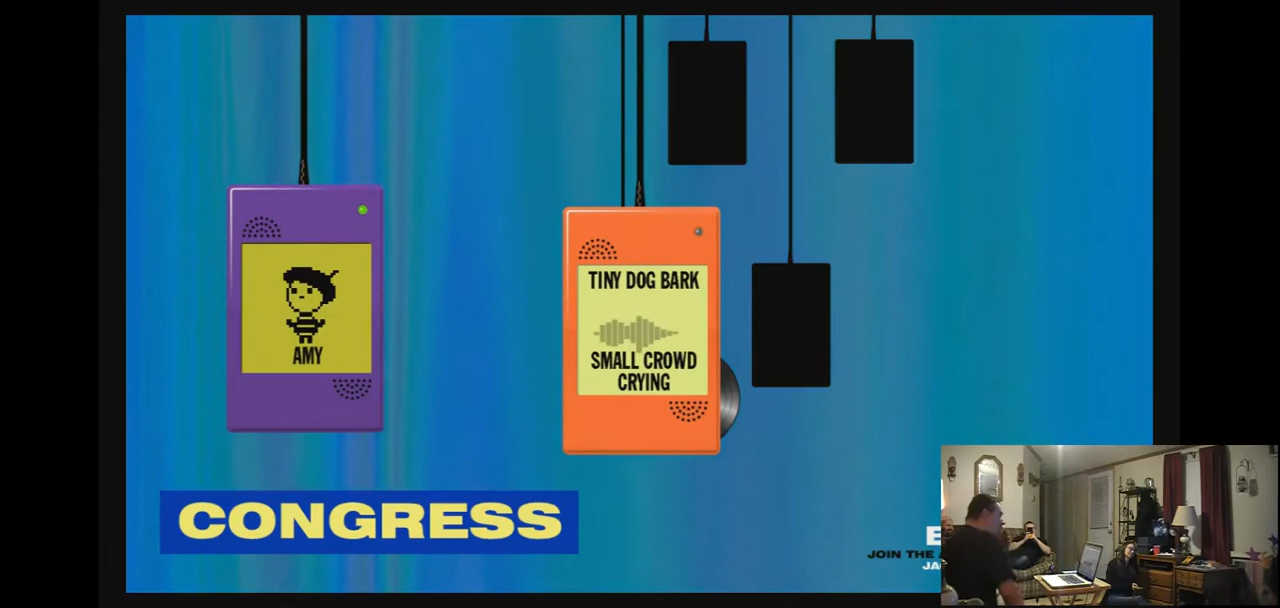 TINY DOG BARK
SMALL CROWD
CRYING
AMY
CONGRESS
JOIN THE